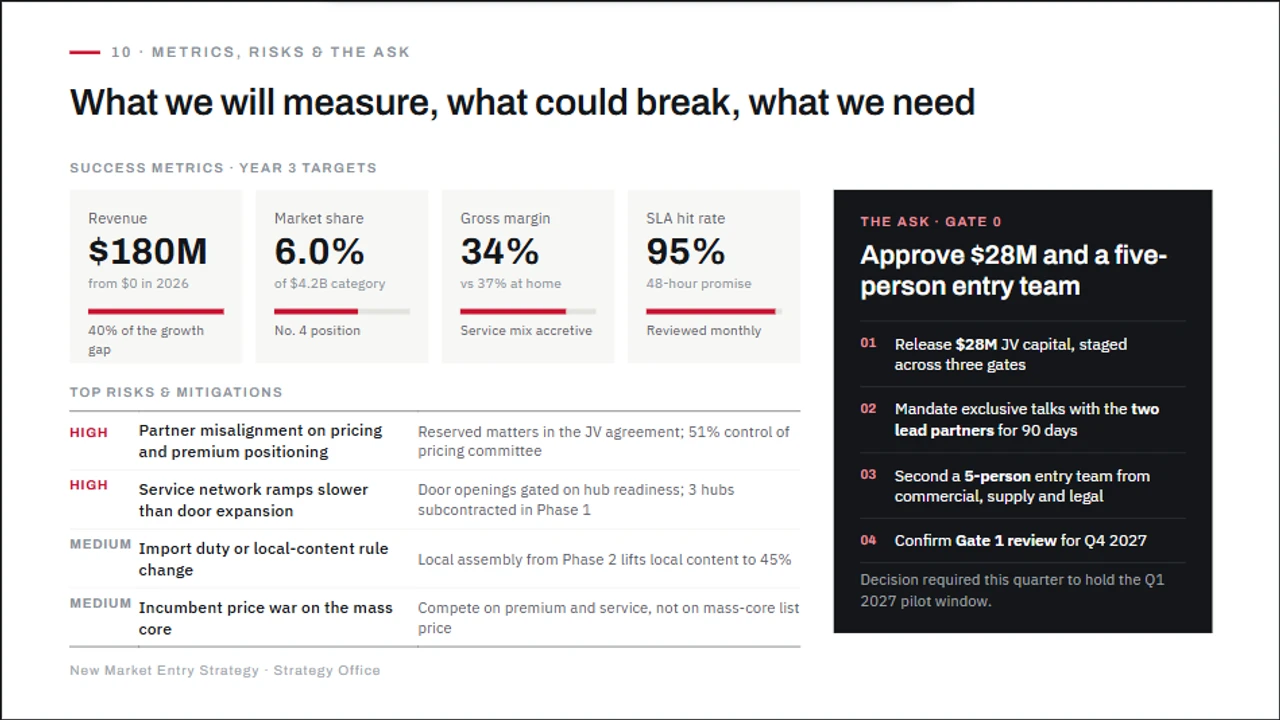 10 · METRICS, RISKS & THE ASK
What we will measure, what could break, what we need
SUCCESS METRICS · YEAR 3 TARGETS
Revenue
$180M
from $0 in 2026
40% of the growth
gap
Market share
6.0%
of $4.2B category
No. 4 position
Gross margin
34%
vs 37% at home
Service mix accretive
SLA hit rate
95%
48-hour promise
Reviewed monthly
TOP RISKS & MITIGATIONS
HIGH
Partner misalignment on pricing
and premium positioning
Reserved matters in the JV agreement; 51% control of
pricing committee
HIGH
Service network ramps slower
than door expansion
Door openings gated on hub readiness; 3 hubs
subcontracted in Phase 1
MEDIUM
Import duty or local-content rule
change
Local assembly from Phase 2 lifts local content to 45%
MEDIUM
Incumbent price war on the mass
core
Compete on premium and service, not on mass-core list
price
THE ASK · GATE 0
Approve $28M and a five-
person entry team
01
Release $28M JV capital, staged
across three gates
02
Mandate exclusive talks with the two
lead partners for 90 days
03
Second a 5-person entry team from
commercial, supply and legal
04
Confirm Gate 1 review for Q4 2027
Decision required this quarter to hold the Q1
2027 pilot window.
New Market Entry Strategy · Strategy Office